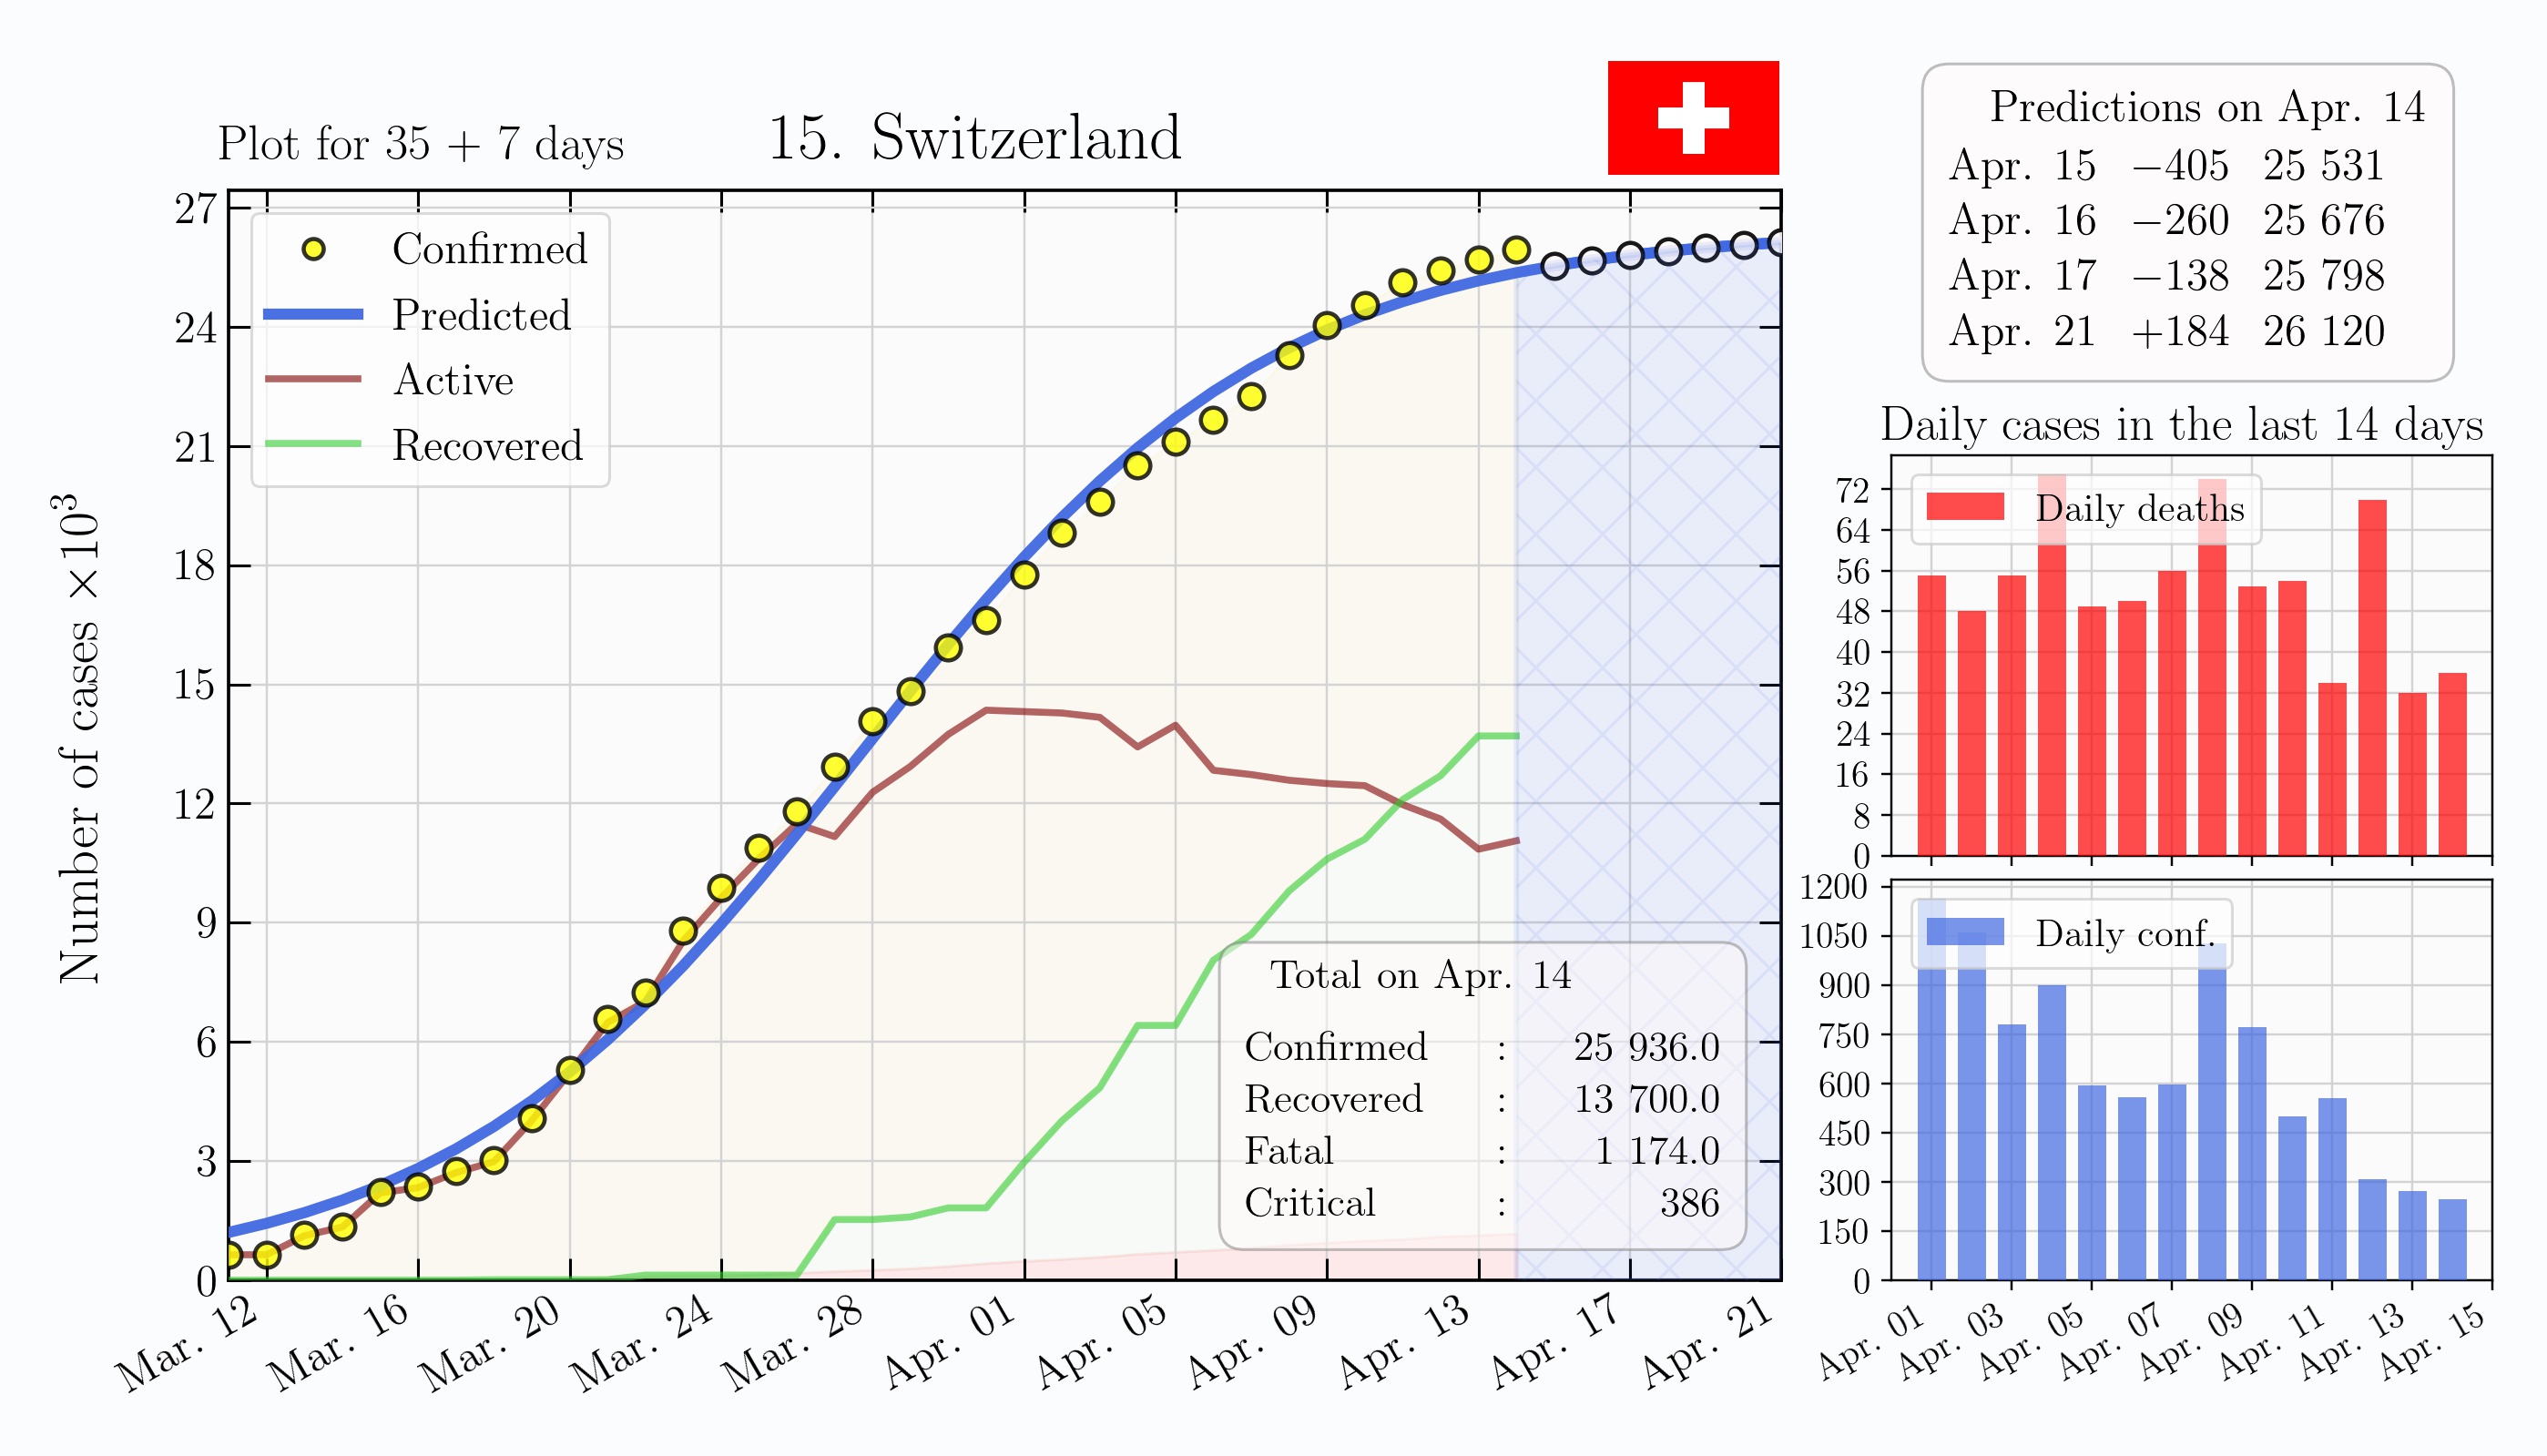 Plot for 35 + 7 days
15. Switzerland
Number of cases ×10³
27
24
21
18
15
12
9
6
3
0
Confirmed
Predicted
Active
Recovered
Mar. 12
Mar. 16
Mar. 20
Mar. 24
Mar. 28
Apr. 01
Apr. 05
Apr. 09
Apr. 13
Apr. 17
Apr. 21
Total on Apr. 14
Confirmed : 25 936.0
Recovered : 13 700.0
Fatal : 1 174.0
Critical : 386
Predictions on Apr. 14
Apr. 15 −405 25 531
Apr. 16 −260 25 676
Apr. 17 −138 25 798
Apr. 21 +184 26 120
Daily cases in the last 14 days
72
64
56
48
40
32
24
16
8
0
Daily deaths
1200
1050
900
750
600
450
300
150
0
Daily conf.
Apr. 01
Apr. 03
Apr. 05
Apr. 07
Apr. 09
Apr. 11
Apr. 13
Apr. 15